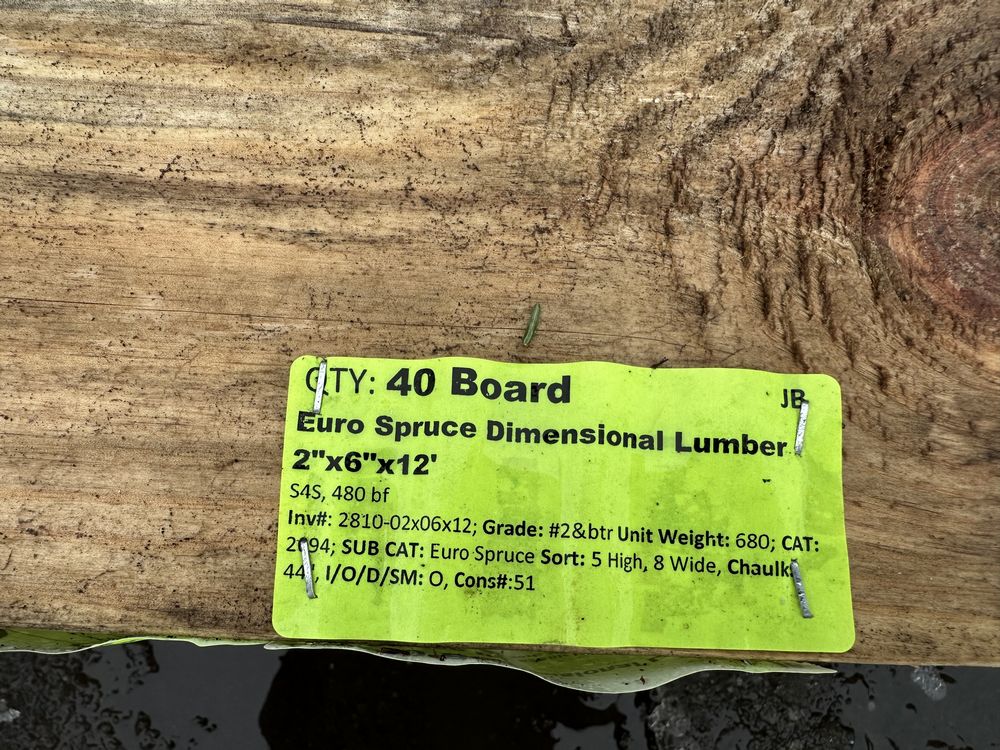 QTY: 40 Board JB
Euro Spruce Dimensional Lumber
2"x6"x12'
S4S, 480 bf
Inv#: 2810-02x06x12; Grade: #2&btr Unit Weight: 680; CAT:
SUB CAT: Euro Spruce Sort: 5 High, 8 Wide, Chaulk
I/O/D/SM: O, Cons#:51